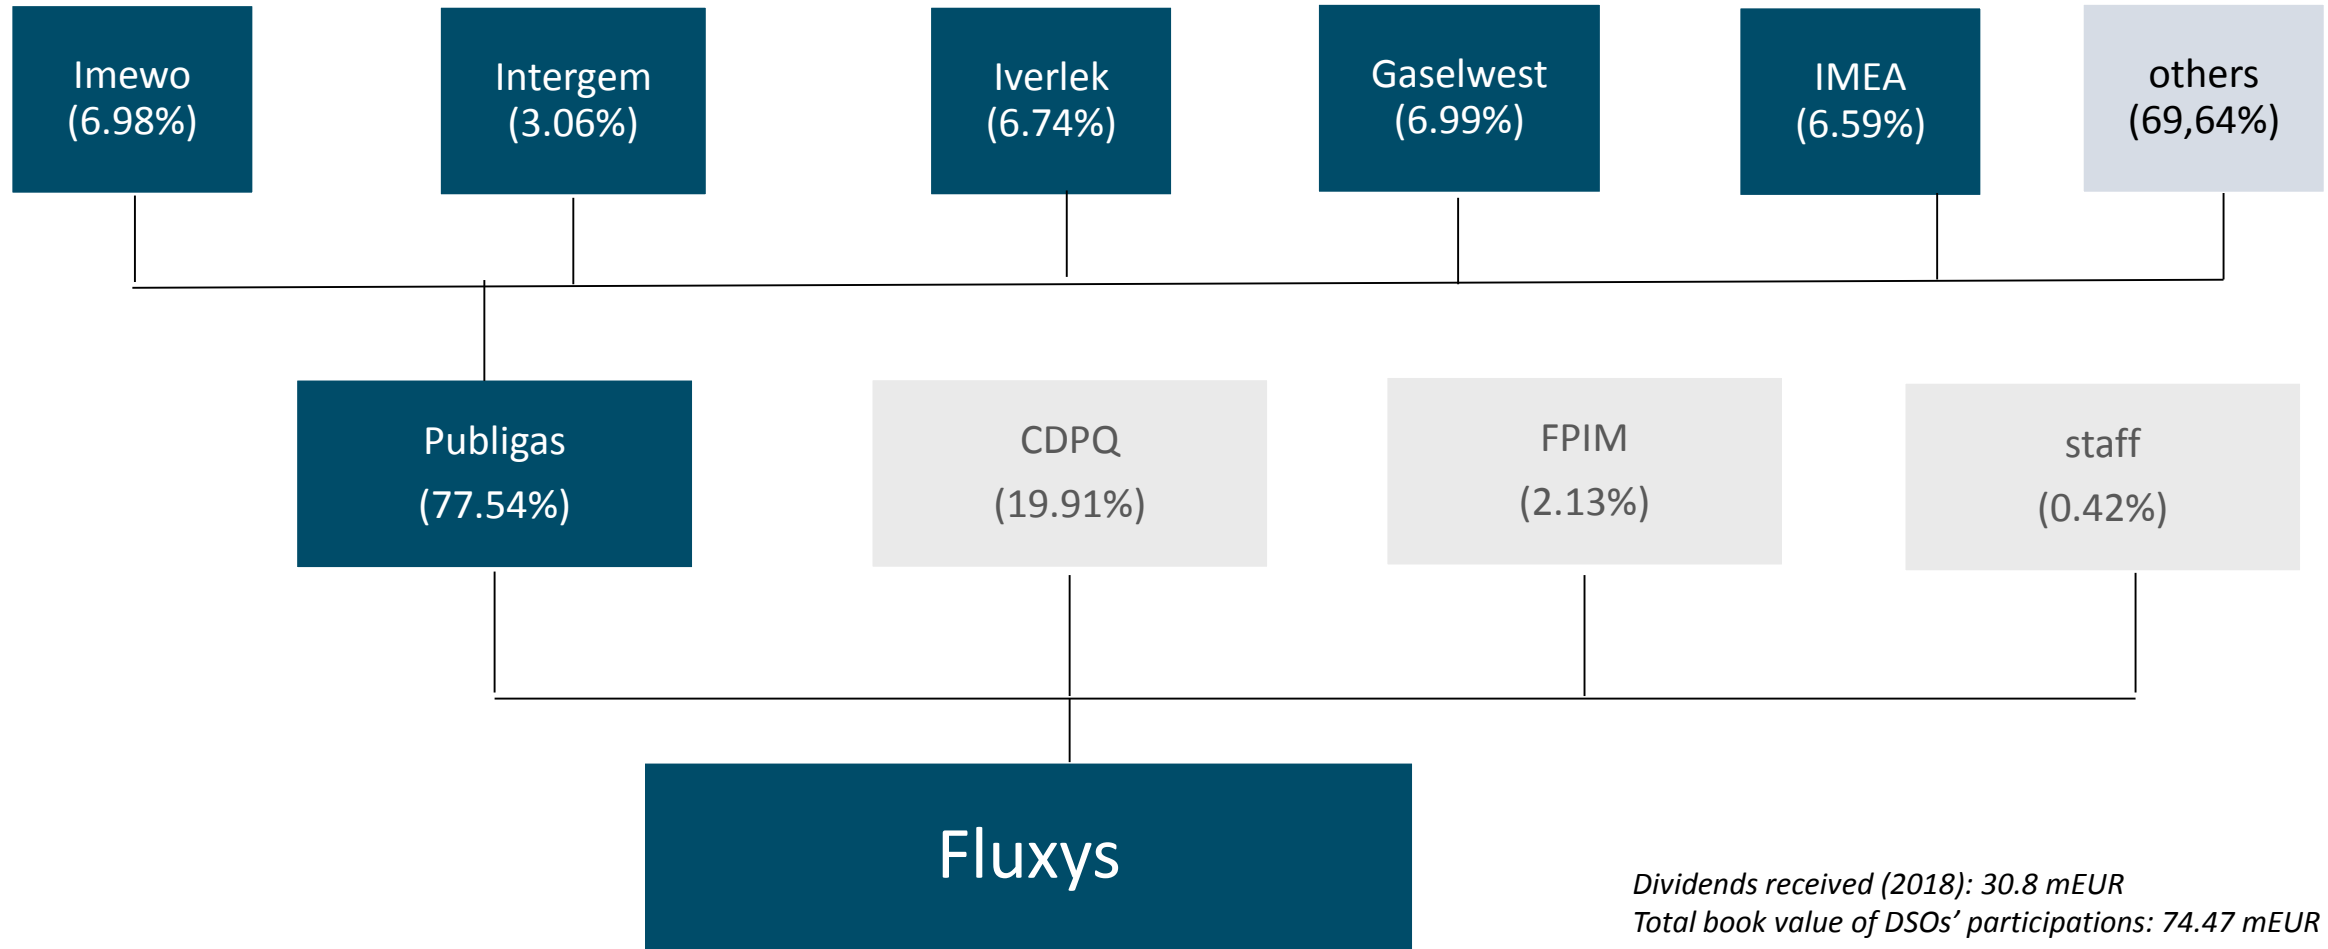 Imewo
(6.98%)
Intergem
(3.06%)
Iverlek
(6.74%)
Gaselwest
(6.99%)
IMEA
(6.59%)
others
(69,64%)
Publigas
(77.54%)
CDPQ
(19.91%)
FPIM
(2.13%)
staff
(0.42%)
Fluxys
Dividends received (2018): 30.8 mEUR
Total book value of DSOs’ participations: 74.47 mEUR